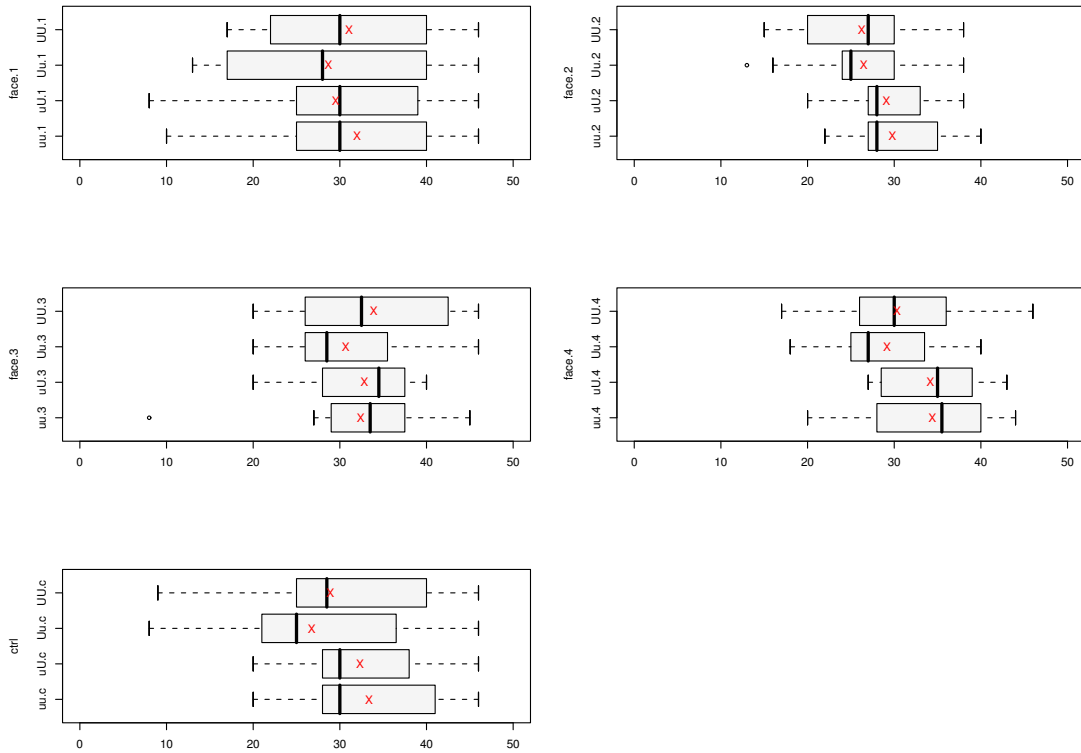 face.1
UU.1
Uu.1
uU.1
uu.1
0 10 20 30 40 50
face.2
UU.2
Uu.2
uU.2
uu.2
0 10 20 30 40 50
face.3
UU.3
Uu.3
uU.3
uu.3
0 10 20 30 40 50
face.4
UU.4
Uu.4
uU.4
uu.4
0 10 20 30 40 50
ctrl
UU.c
Uu.c
uU.c
uu.c
0 10 20 30 40 50